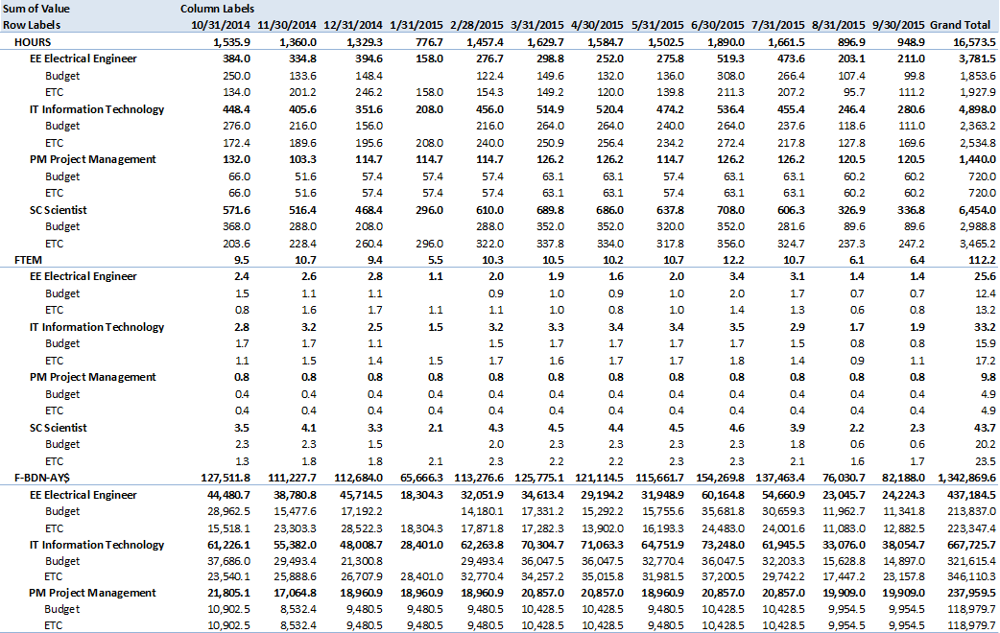 Sum of Value Column Labels
Row Labels 10/31/2014 11/30/2014 12/31/2014 1/31/2015 2/28/2015 3/31/2015 4/30/2015 5/31/2015 6/30/2015 7/31/2015 8/31/2015 9/30/2015 Grand Total
HOURS 1,535.9 1,360.0 1,329.3 776.7 1,457.4 1,629.7 1,584.7 1,502.5 1,890.0 1,661.5 896.9 948.9 16,573.5
EE Electrical Engineer 384.0 334.8 394.6 158.0 276.7 298.8 252.0 275.8 519.3 473.6 203.1 211.0 3,781.5
Budget 250.0 133.6 148.4 122.4 149.6 132.0 136.0 308.0 266.4 107.4 99.8 1,853.6
ETC 134.0 201.2 246.2 158.0 154.3 149.2 120.0 139.8 211.3 207.2 95.7 111.2 1,927.9
IT Information Technology 448.4 405.6 351.6 208.0 456.0 514.9 520.4 474.2 536.4 455.4 246.4 280.6 4,898.0
Budget 276.0 216.0 156.0 216.0 264.0 264.0 240.0 264.0 237.6 118.6 111.0 2,363.2
ETC 172.4 189.6 195.6 208.0 240.0 250.9 256.4 234.2 272.4 217.8 127.8 169.6 2,534.8
PM Project Management 132.0 103.3 114.7 114.7 114.7 126.2 126.2 114.7 126.2 126.2 120.5 120.5 1,440.0
Budget 66.0 51.6 57.4 57.4 57.4 63.1 63.1 57.4 63.1 63.1 60.2 60.2 720.0
ETC 66.0 51.6 57.4 57.4 57.4 63.1 63.1 57.4 63.1 63.1 60.2 60.2 720.0
SC Scientist 571.6 516.4 468.4 296.0 610.0 689.8 686.0 637.8 708.0 606.3 326.9 336.8 6,454.0
Budget 368.0 288.0 208.0 288.0 352.0 352.0 320.0 352.0 281.6 89.6 89.6 2,988.8
ETC 203.6 228.4 260.4 296.0 322.0 337.8 334.0 317.8 356.0 324.7 237.3 247.2 3,465.2
FTEM 9.5 10.7 9.4 5.5 10.3 10.5 10.2 10.7 12.2 10.7 6.1 6.4 112.2
EE Electrical Engineer 2.4 2.6 2.8 1.1 2.0 1.9 1.6 2.0 3.4 3.1 1.4 1.4 25.6
Budget 1.5 1.1 1.1 0.9 1.0 0.9 1.0 2.0 1.7 0.7 0.7 12.4
ETC 0.8 1.6 1.7 1.1 1.1 1.0 0.8 1.0 1.4 1.3 0.6 0.8 13.2
IT Information Technology 2.8 3.2 2.5 1.5 3.2 3.3 3.4 3.4 3.5 2.9 1.7 1.9 33.2
Budget 1.7 1.7 1.1 1.5 1.7 1.7 1.7 1.7 1.5 0.8 0.8 15.9
ETC 1.1 1.5 1.4 1.5 1.7 1.6 1.7 1.7 1.8 1.4 0.9 1.1 17.2
PM Project Management 0.8 0.8 0.8 0.8 0.8 0.8 0.8 0.8 0.8 0.8 0.8 0.8 9.8
Budget 0.4 0.4 0.4 0.4 0.4 0.4 0.4 0.4 0.4 0.4 0.4 0.4 4.9
ETC 0.4 0.4 0.4 0.4 0.4 0.4 0.4 0.4 0.4 0.4 0.4 0.4 4.9
SC Scientist 3.5 4.1 3.3 2.1 4.3 4.5 4.4 4.5 4.6 3.9 2.2 2.3 43.7
Budget 2.3 2.3 1.5 2.0 2.3 2.3 2.3 2.3 1.8 0.6 0.6 20.2
ETC 1.3 1.8 1.8 2.1 2.3 2.2 2.2 2.3 2.3 2.1 1.6 1.7 23.5
F-BDN-AY$ 127,511.8 111,227.7 112,684.0 65,666.3 113,276.6 125,775.1 121,114.5 115,661.7 154,269.8 137,463.4 76,030.7 82,188.0 1,342,869.6
EE Electrical Engineer 44,480.7 38,780.8 45,714.5 18,304.3 32,051.9 34,613.4 29,194.2 31,948.9 60,164.8 54,660.9 23,045.7 24,224.3 437,184.5
Budget 28,962.5 15,477.6 17,192.2 14,180.1 17,331.2 15,292.2 15,755.6 35,681.8 30,659.3 11,962.7 11,341.8 213,837.0
ETC 15,518.1 23,303.3 28,522.3 18,304.3 17,871.8 17,282.3 13,902.0 16,193.3 24,483.0 24,001.6 11,083.0 12,882.5 223,347.4
IT Information Technology 61,226.1 55,382.0 48,008.7 28,401.0 62,263.8 70,304.7 71,063.3 64,751.9 73,248.0 61,945.5 33,076.0 38,054.7 667,725.7
Budget 37,686.0 29,493.4 21,300.8 29,493.4 36,047.5 36,047.5 32,770.4 36,047.5 32,203.3 15,628.8 14,897.0 321,615.4
ETC 23,540.1 25,888.6 26,707.9 28,401.0 32,770.4 34,257.2 35,015.8 31,981.5 37,200.5 29,742.2 17,447.2 23,157.8 346,110.3
PM Project Management 21,805.1 17,064.8 18,960.9 18,960.9 18,960.9 20,857.0 20,857.0 18,960.9 20,857.0 20,857.0 19,909.0 19,909.0 237,959.5
Budget 10,902.5 8,532.4 9,480.5 9,480.5 9,480.5 10,428.5 10,428.5 9,480.5 10,428.5 10,428.5 9,954.5 9,954.5 118,979.7
ETC 10,902.5 8,532.4 9,480.5 9,480.5 9,480.5 10,428.5 10,428.5 9,480.5 10,428.5 10,428.5 9,954.5 9,954.5 118,979.7